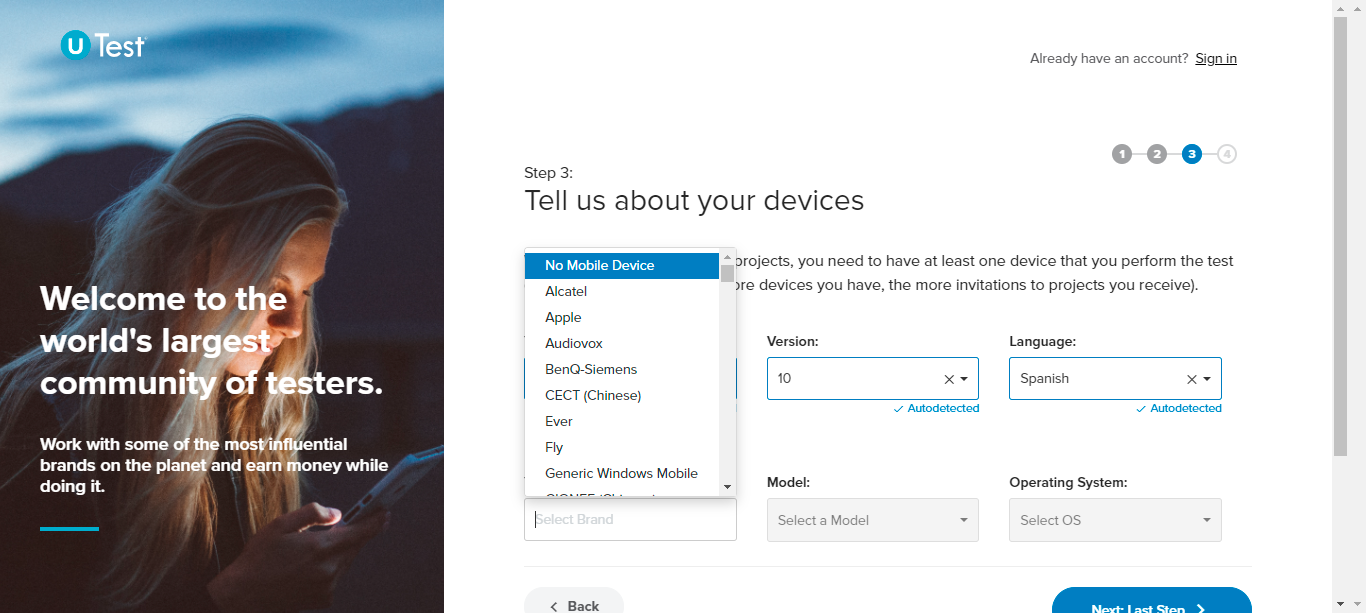 U Test
Already have an account? Sign in
1 2 3 4
Step 3:
Tell us about your devices
projects, you need to have at least one device that you perform the test
devices you have, the more invitations to projects you receive).
No Mobile Device
Alcatel
Apple
Audiovox
BenQ-Siemens
CECT (Chinese)
Ever
Fly
Generic Windows Mobile
Version:
Language:
10
Spanish
Autodetected
Autodetected
Model:
Operating System:
Select Brand
Select a Model
Select OS
Back
Next: Last Step
Welcome to the
world's largest
community of testers.
Work with some of the most influential
brands on the planet and earn money while
doing it.